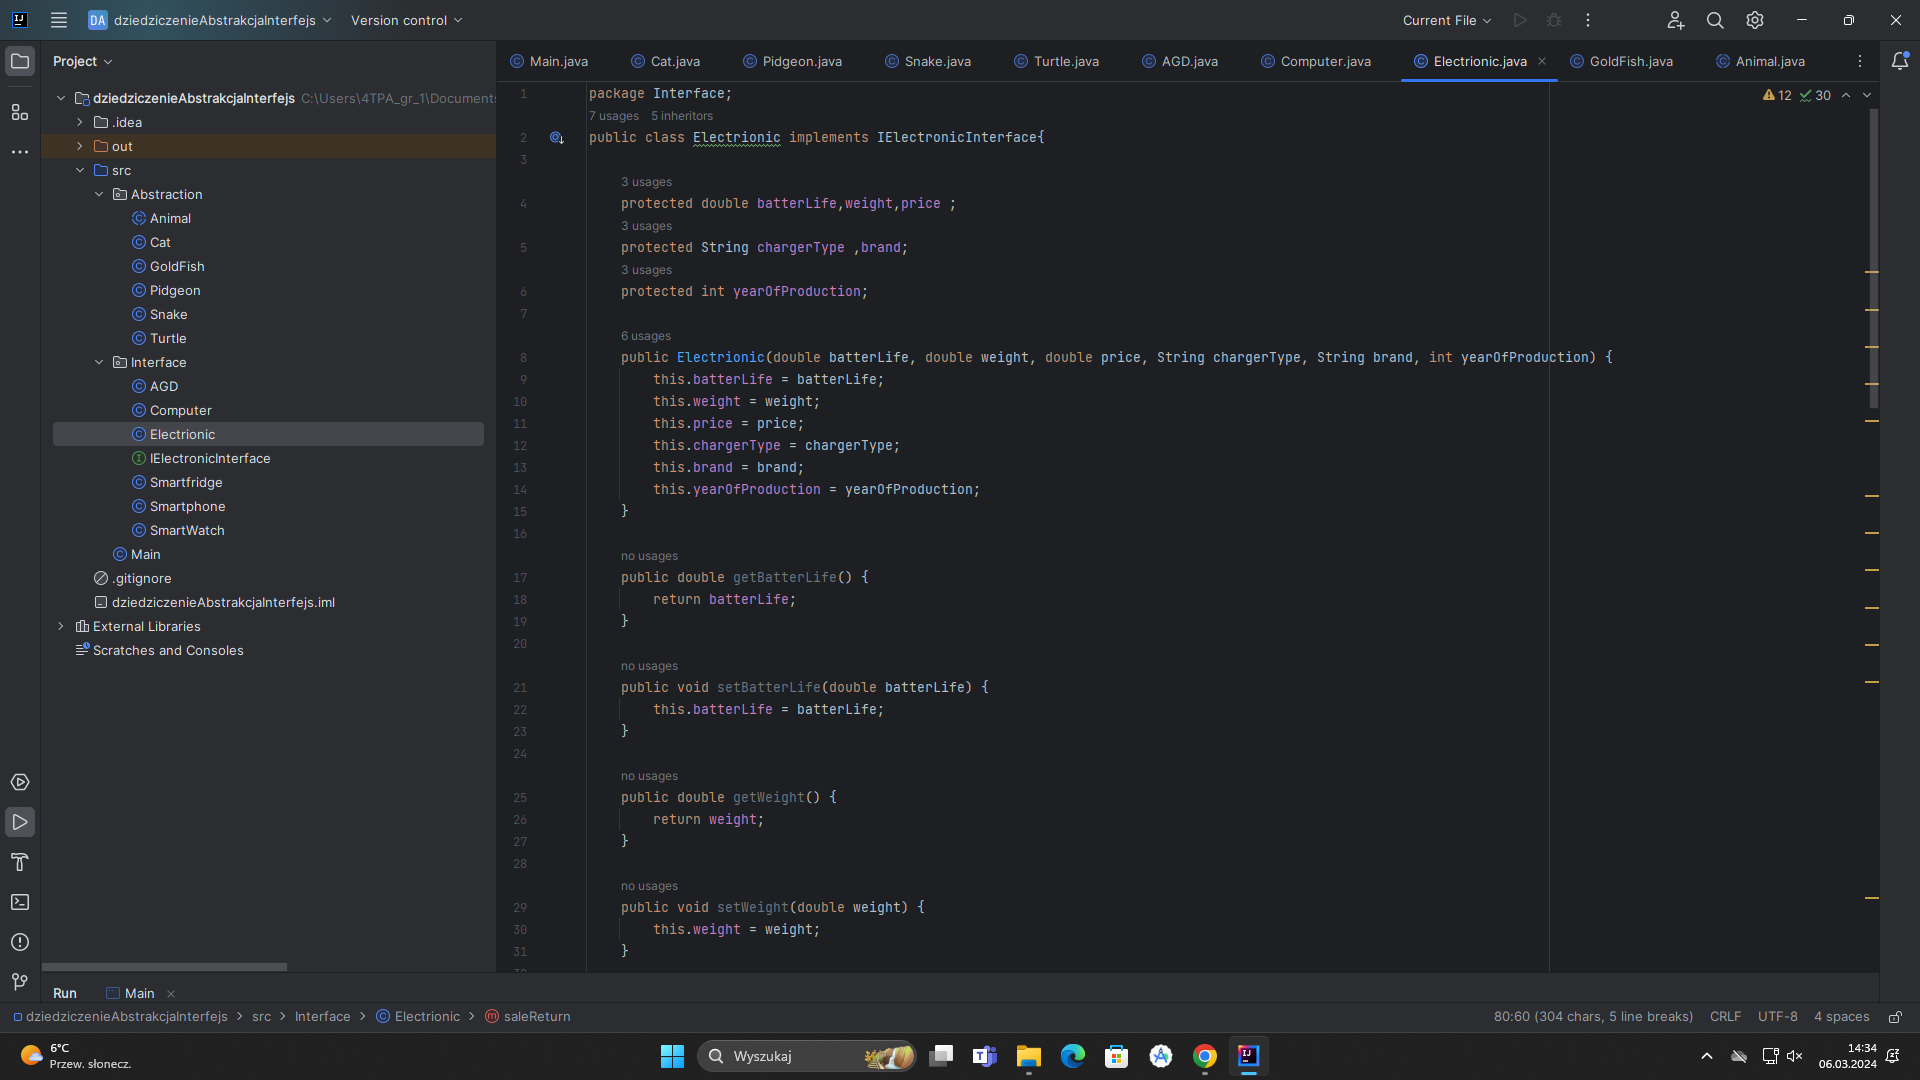 DA dziedziczenieAbstrakcjaInterfejs Version control Current File
Project
Main.java Cat.java Pidgeon.java Snake.java Turtle.java AGD.java Computer.java Electrionic.java GoldFish.java Animal.java
dziedziczenieAbstrakcjaInterfejs C:\Users\4TPA_gr_1\Document
.idea
out
src
Abstraction
Animal
Cat
GoldFish
Pidgeon
Snake
Turtle
Interface
AGD
Computer
Electrionic
IElectronicInterface
Smartfridge
Smartphone
SmartWatch
Main
.gitignore
dziedziczenieAbstrakcjaInterfejs.iml
External Libraries
Scratches and Consoles
12 30
1 package Interface;
7 usages 5 inheritors
2 public class Electrionic implements IElectronicInterface{
3
3 usages
4 protected double batterLife,weight,price ;
3 usages
5 protected String chargerType ,brand;
3 usages
6 protected int yearOfProduction;
7
6 usages
8 public Electrionic(double batterLife, double weight, double price, String chargerType, String brand, int yearOfProduction) {
9 this.batterLife = batterLife;
10 this.weight = weight;
11 this.price = price;
12 this.chargerType = chargerType;
13 this.brand = brand;
14 this.yearOfProduction = yearOfProduction;
15 }
16
no usages
17 public double getBatterLife() {
18 return batterLife;
19 }
20
no usages
21 public void setBatterLife(double batterLife) {
22 this.batterLife = batterLife;
23 }
24
no usages
25 public double getWeight() {
26 return weight;
27 }
28
no usages
29 public void setWeight(double weight) {
30 this.weight = weight;
31 }
Run Main
dziedziczenieAbstrakcjaInterfejs > src > Interface > Electrionic > saleReturn 80:60 (304 chars, 5 line breaks) CRLF UTF-8 4 spaces
6°C
Przew. słonecz.
Wyszukaj
14:34
06.03.2024